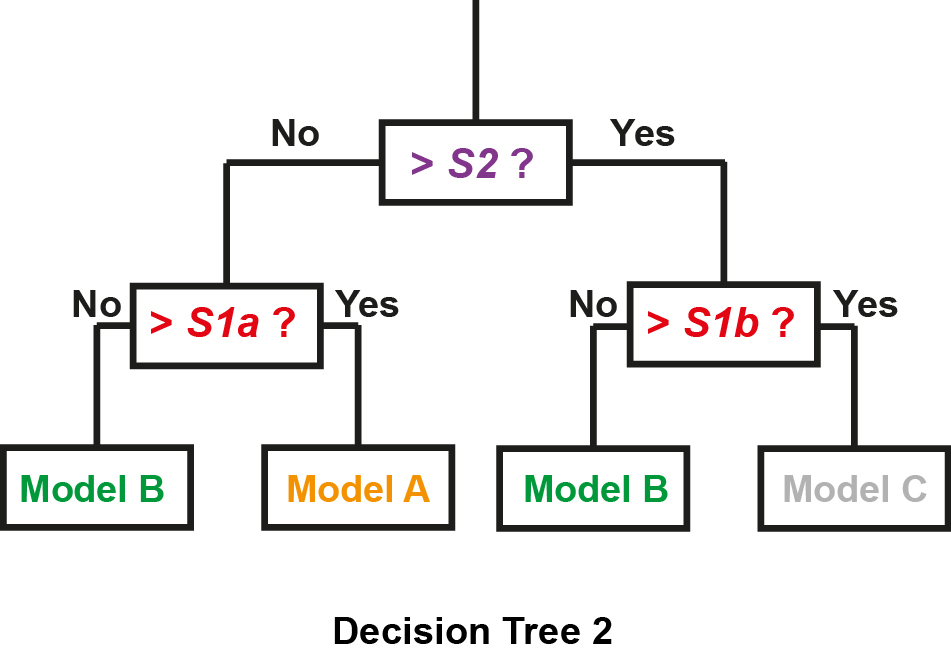 No
Yes
> S2 ?
No
Yes
No
Yes
> S1a ?
> S1b ?
Model B
Model A
Model B
Model C
Decision Tree 2